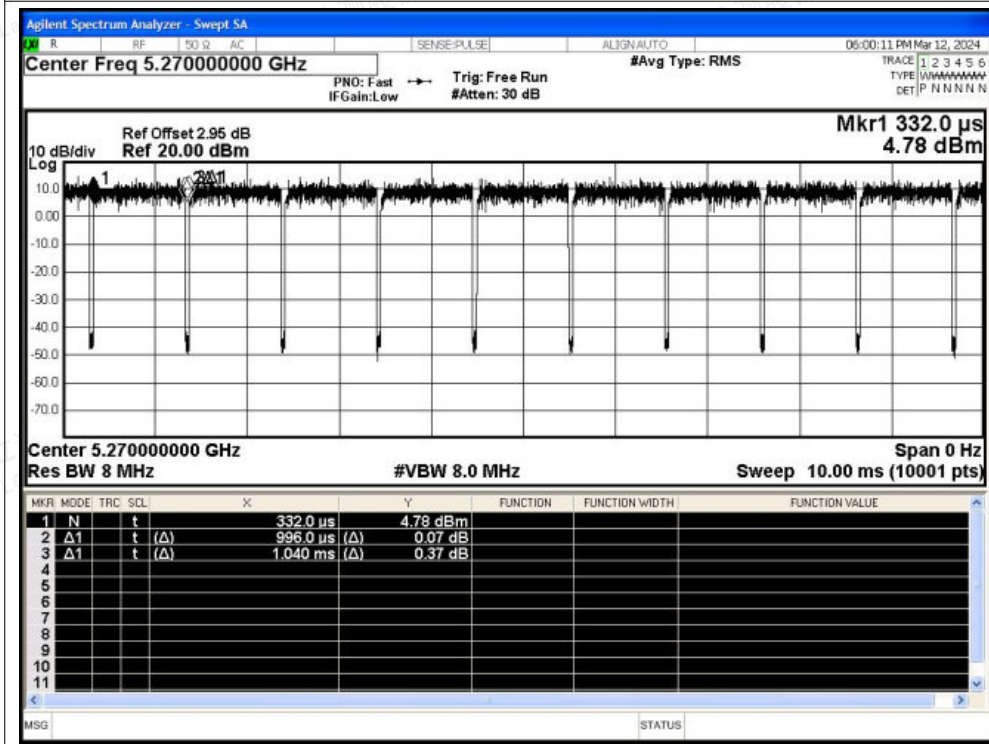 Agilent Spectrum Analyzer - Swept SA
LXI R RF 50 Ω AC SENSE:PULSE ALIGN AUTO 06:00:11 PM Mar 12, 2024
Center Freq 5.270000000 GHz #Avg Type: RMS TRACE 1 2 3 4 5 6
PNO: Fast Trig: Free Run TYPE WWWWWW
IFGain:Low #Atten: 30 dB DET P N N N N N
Mkr1 332.0 µs
Ref Offset 2.95 dB
10 dB/div Ref 20.00 dBm 4.78 dBm
Log
1 2Δ1
10.0
0.00
-10.0
-20.0
-30.0
-40.0
-50.0
-60.0
-70.0
Center 5.270000000 GHz Span 0 Hz
Res BW 8 MHz #VBW 8.0 MHz Sweep 10.00 ms (10001 pts)
MKR MODE TRC SCL X Y FUNCTION FUNCTION WIDTH FUNCTION VALUE
1 N t 332.0 µs 4.78 dBm
2 Δ1 t (Δ) 996.0 µs (Δ) 0.07 dB
3 Δ1 t (Δ) 1.040 ms (Δ) 0.37 dB
4
5
6
7
8
9
10
11
MSG STATUS